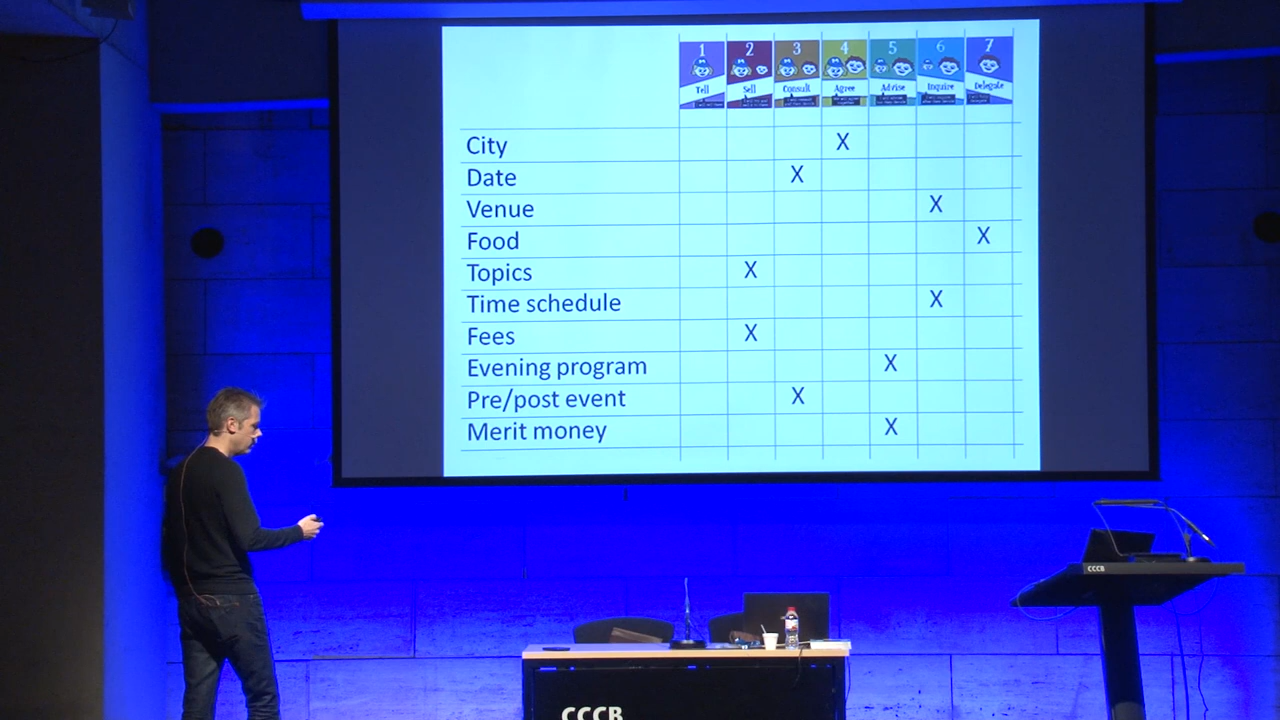 1 2 3 4 5 6 7
Tell Sell Consult Agree Advise Inquire Delegate
City X
Date X
Venue X
Food X
Topics X
Time schedule X
Fees X
Evening program X
Pre/post event X
Merit money X
CCCB
CCCB